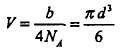 V = b / 4N_A = πd³ / 6